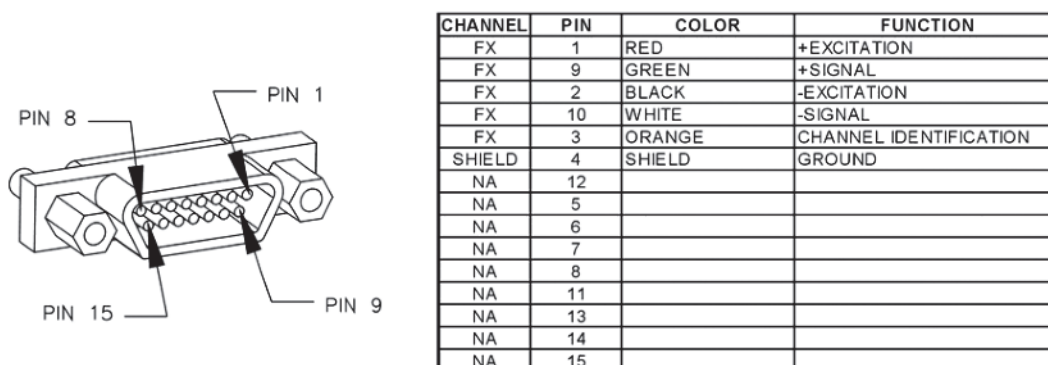 PIN 1
PIN 8
PIN 15
PIN 9
CHANNEL PIN COLOR FUNCTION
FX 1 RED +EXCITATION
FX 9 GREEN +SIGNAL
FX 2 BLACK -EXCITATION
FX 10 WHITE -SIGNAL
FX 3 ORANGE CHANNEL IDENTIFICATION
SHIELD 4 SHIELD GROUND
NA 12
NA 5
NA 6
NA 7
NA 8
NA 11
NA 13
NA 14
NA 15